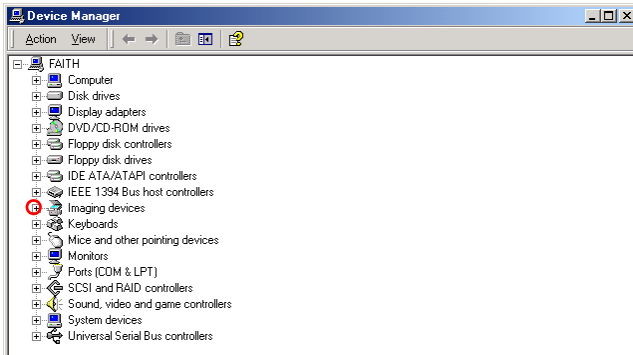 Device Manager
Action View
FAITH
Computer
Disk drives
Display adapters
DVD/CD-ROM drives
Floppy disk controllers
Floppy disk drives
IDE ATA/ATAPI controllers
IEEE 1394 Bus host controllers
Imaging devices
Keyboards
Mice and other pointing devices
Monitors
Ports (COM & LPT)
SCSI and RAID controllers
Sound, video and game controllers
System devices
Universal Serial Bus controllers